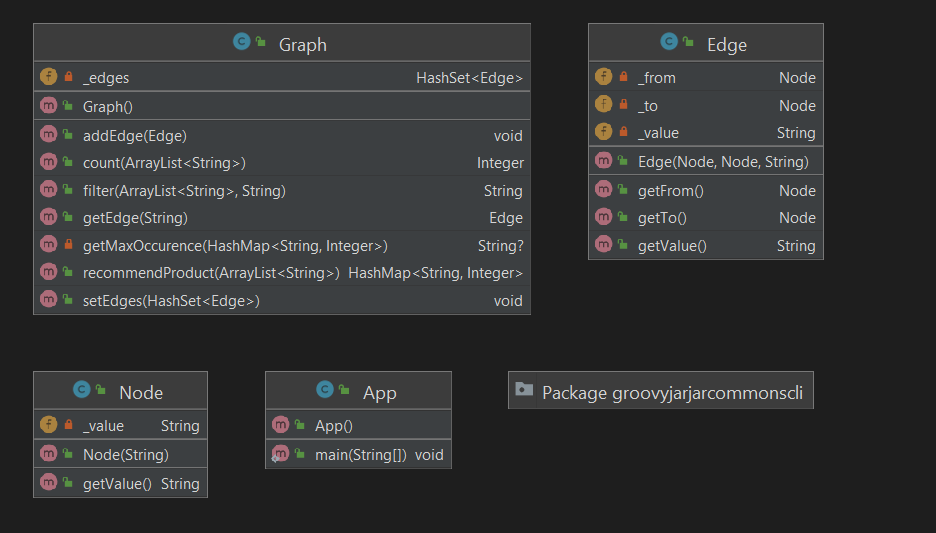 Graph
_edges HashSet<Edge>
Graph()
addEdge(Edge) void
count(ArrayList<String>) Integer
filter(ArrayList<String>, String) String
getEdge(String) Edge
getMaxOccurence(HashMap<String, Integer>) String?
recommendProduct(ArrayList<String>) HashMap<String, Integer>
setEdges(HashSet<Edge>) void
Edge
_from Node
_to Node
_value String
Edge(Node, Node, String)
getFrom() Node
getTo() Node
getValue() String
Node
_value String
Node(String)
getValue() String
App
App()
main(String[]) void
Package groovyjarjarcommonscli